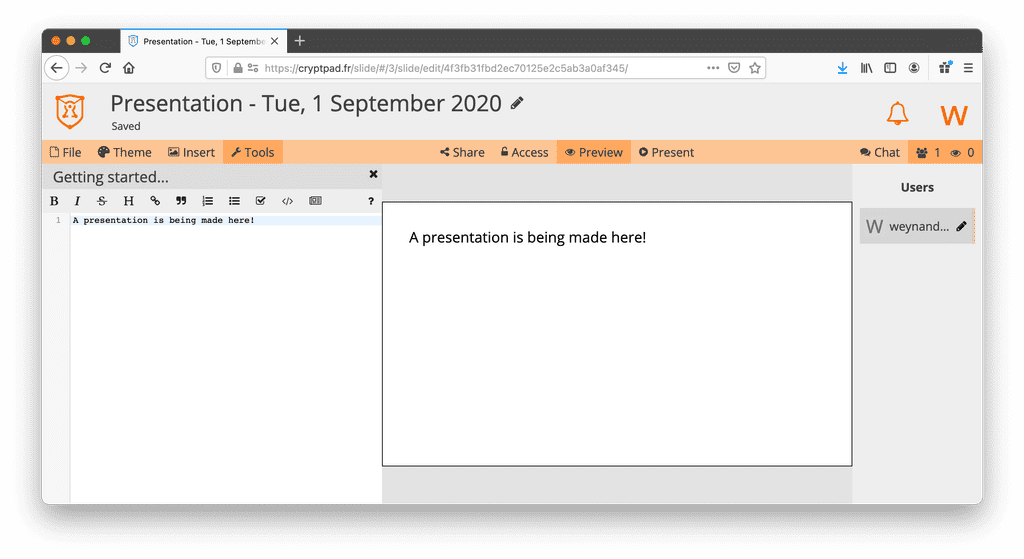 Presentation - Tue, 1 Septembe
https://cryptpad.fr/slide/#/3/slide/edit/4f3fb31fbd2ec70125e2c5ab3a0af345/
Presentation - Tue, 1 September 2020
W
Saved
File Theme Insert Tools Share Access Preview Present Chat 1 0
Getting started...
Users
B I S H ?
1 A presentation is being made here!
A presentation is being made here!
W weynand...